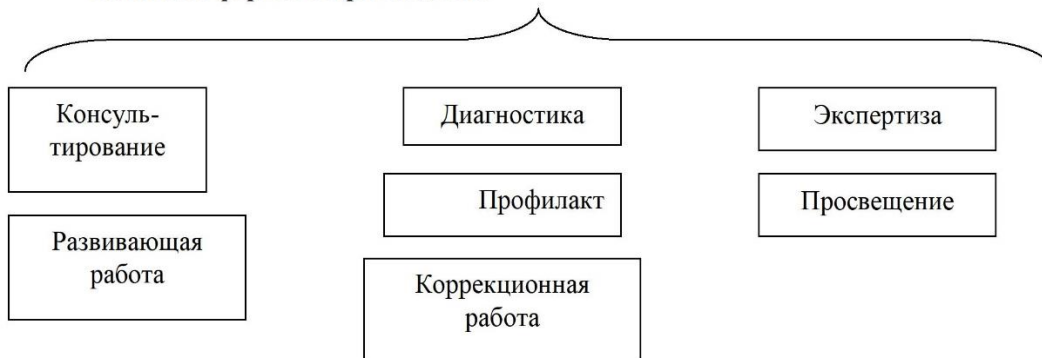 Консуль-
тирование
Диагностика
Экспертиза
Профилакт
Просвещение
Развивающая
работа
Коррекционная
работа